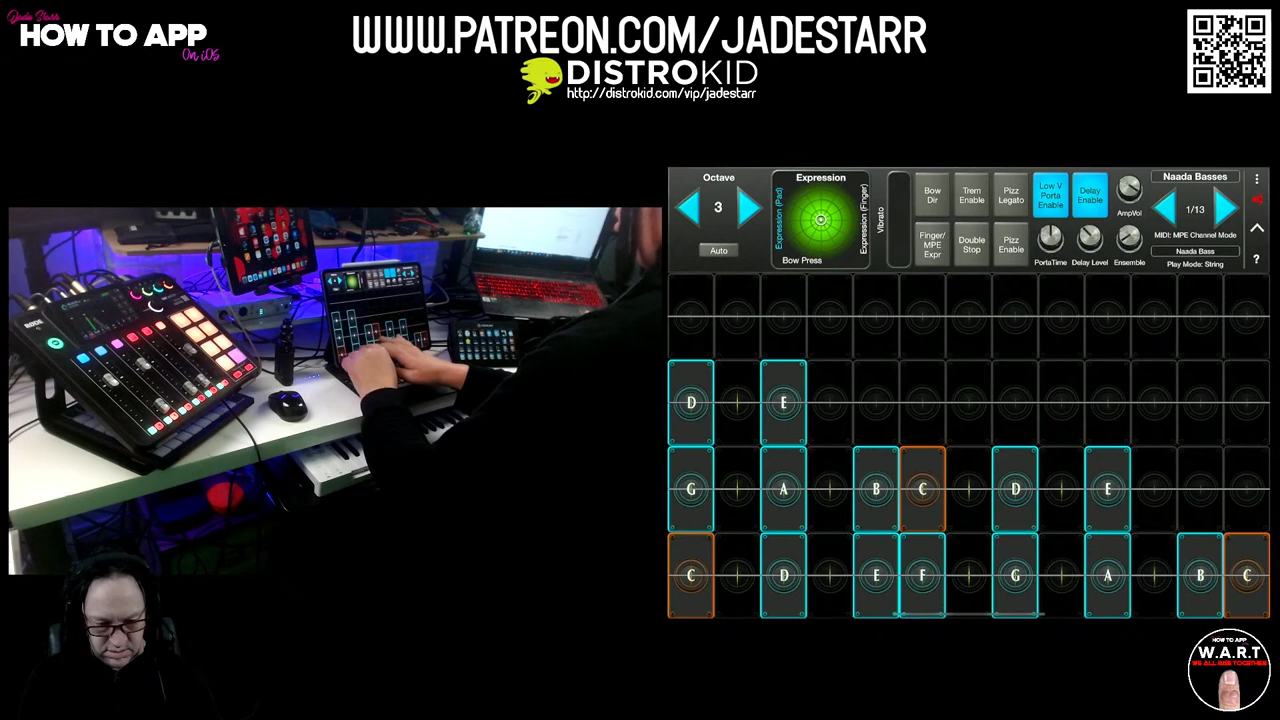 Jade Starr
HOW TO APP
On iOS
WWW.PATREON.COM/JADESTARR
DISTROKID
http://distrokid.com/vip/jadestarr
Octave
3
Auto
Expression
Expression (Pad)
Expression (Finger)
Bow Press
Vibrato
Bow Dir
Trem Enable
Pizz Legato
Low V Porta Enable
Delay Enable
AmpVol
Finger/ MPE Expr
Double Stop
Pizz Enable
PortaTime
Delay Level
Ensemble
Naada Basses
1/13
MIDI: MPE Channel Mode
Naada Bass
Play Mode: String
?
D E
G A B C D E
C D E F G A B C
RODE
HOW TO APP
W.A.R.T
WE ALL RISE TOGETHER